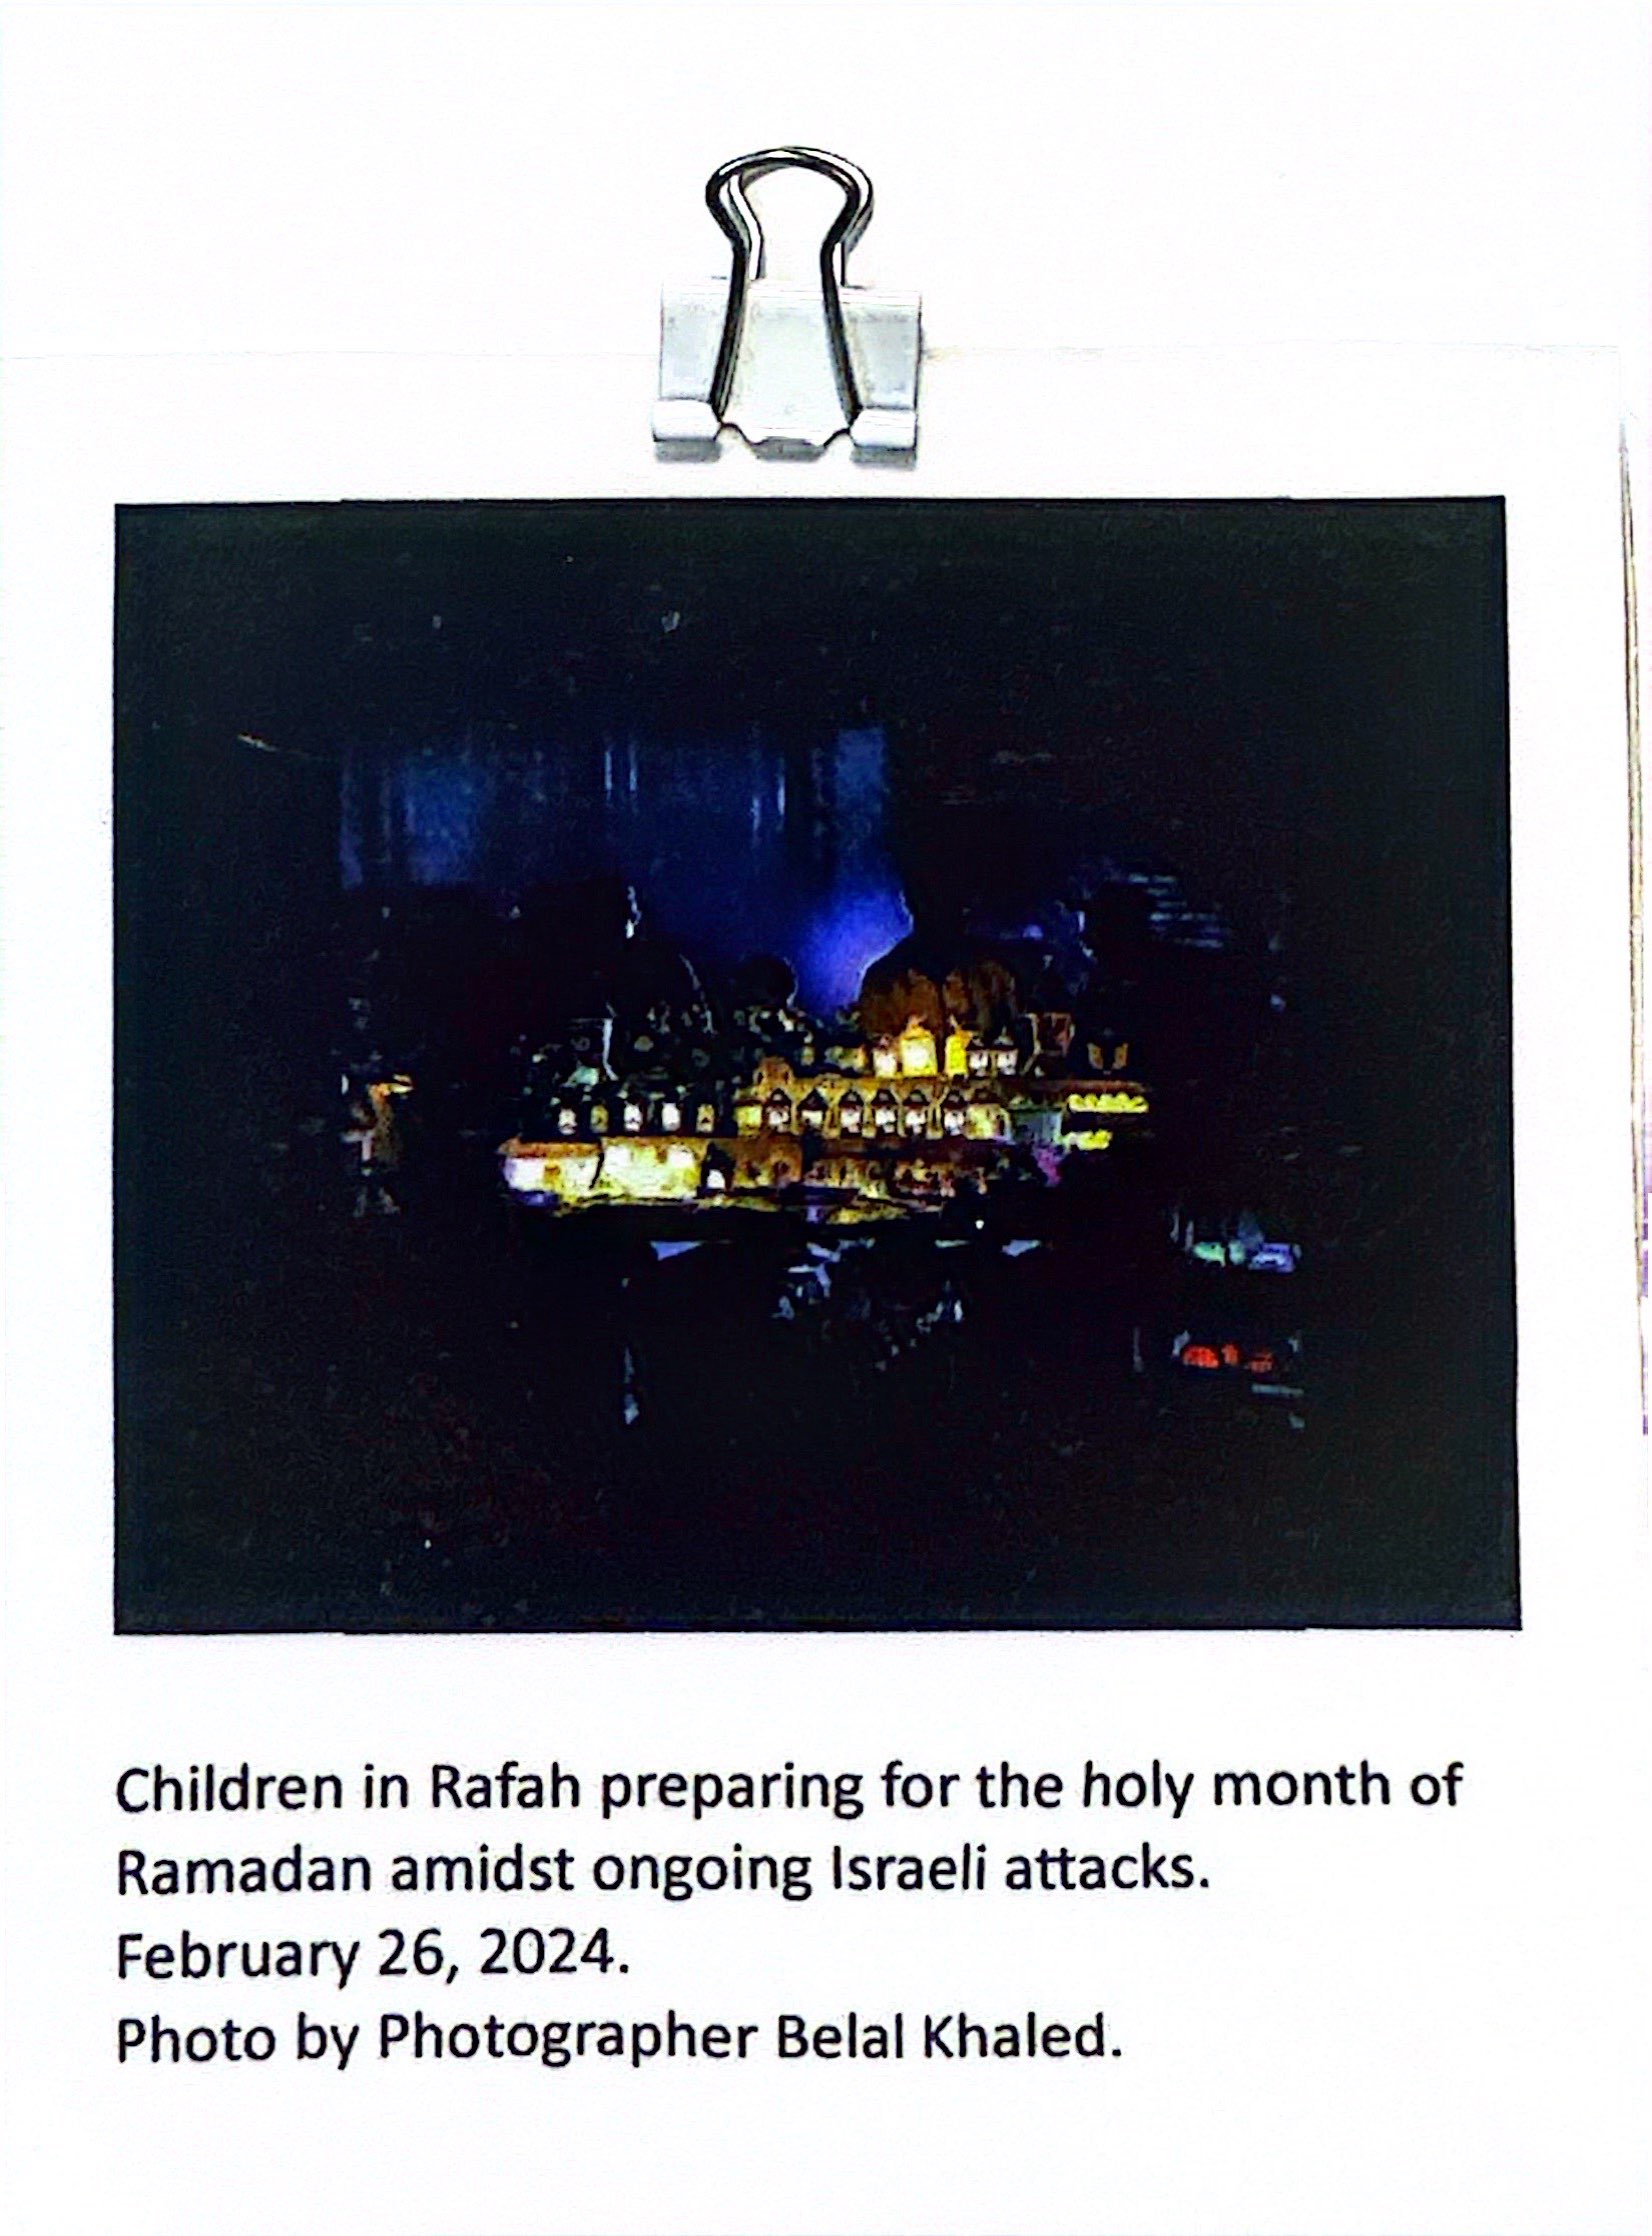 Children in Rafah preparing for the holy month of
Ramadan amidst ongoing Israeli attacks.
February 26, 2024.
Photo by Photographer Belal Khaled.